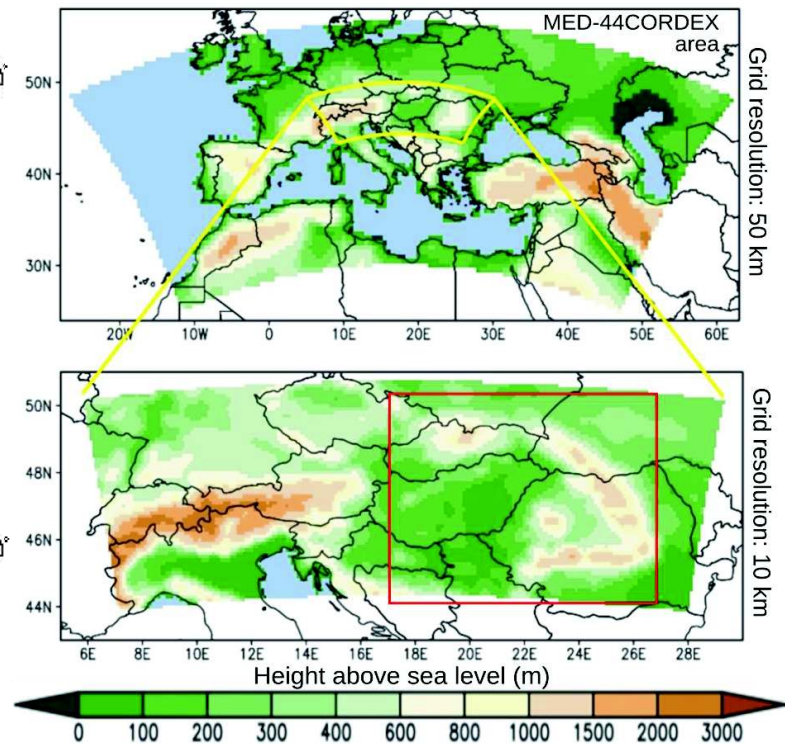 MED-44CORDEX
area
50N
40N
30N
20W 10W 0 10E 20E 30E 40E 50E 60E
Grid resolution: 50 km
50N
48N
46N
44N
6E 8E 10E 12E 14E 16E 18E 20E 22E 24E 26E 28E
Grid resolution: 10 km
Height above sea level (m)
0 100 200 300 400 600 800 1000 1500 2000 3000